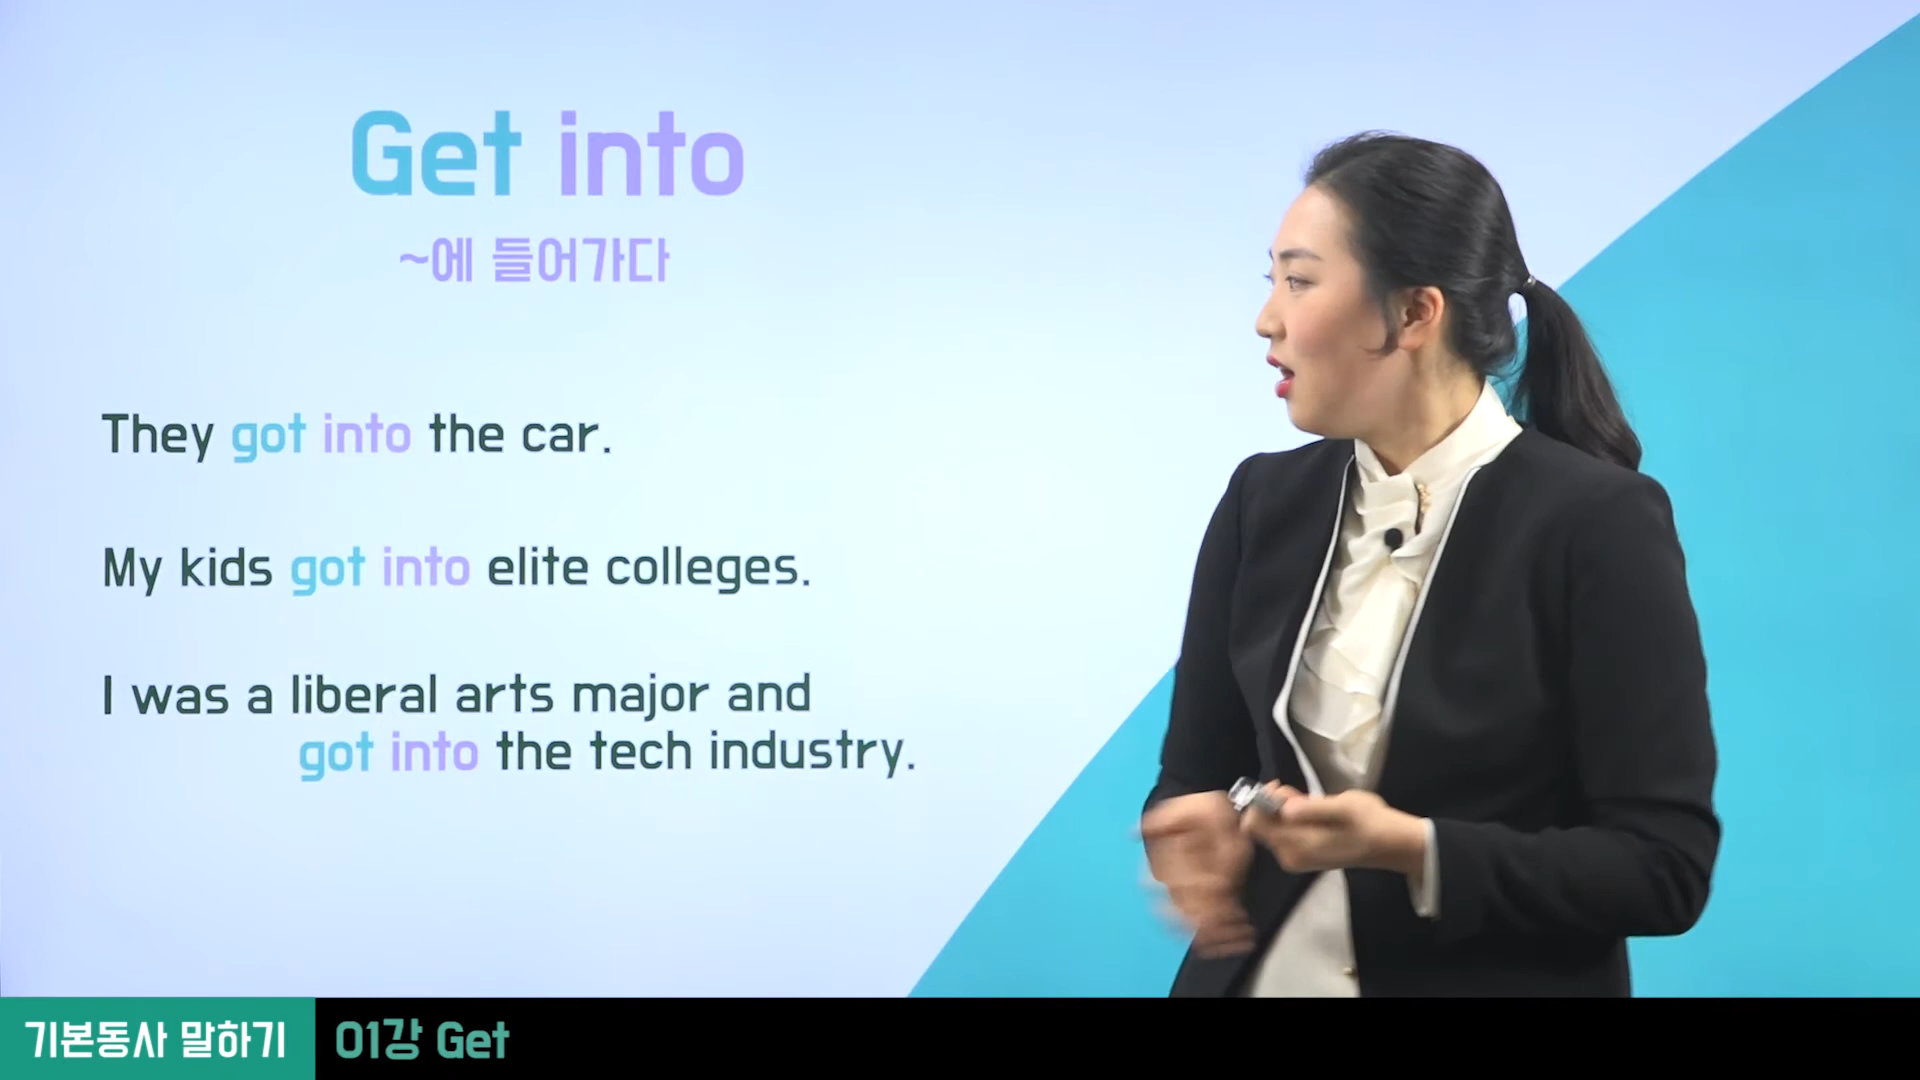 Get into
~에 들어가다
They got into the car.
My kids got into elite colleges.
I was a liberal arts major and
got into the tech industry.
기본동사 말하기
01강 Get